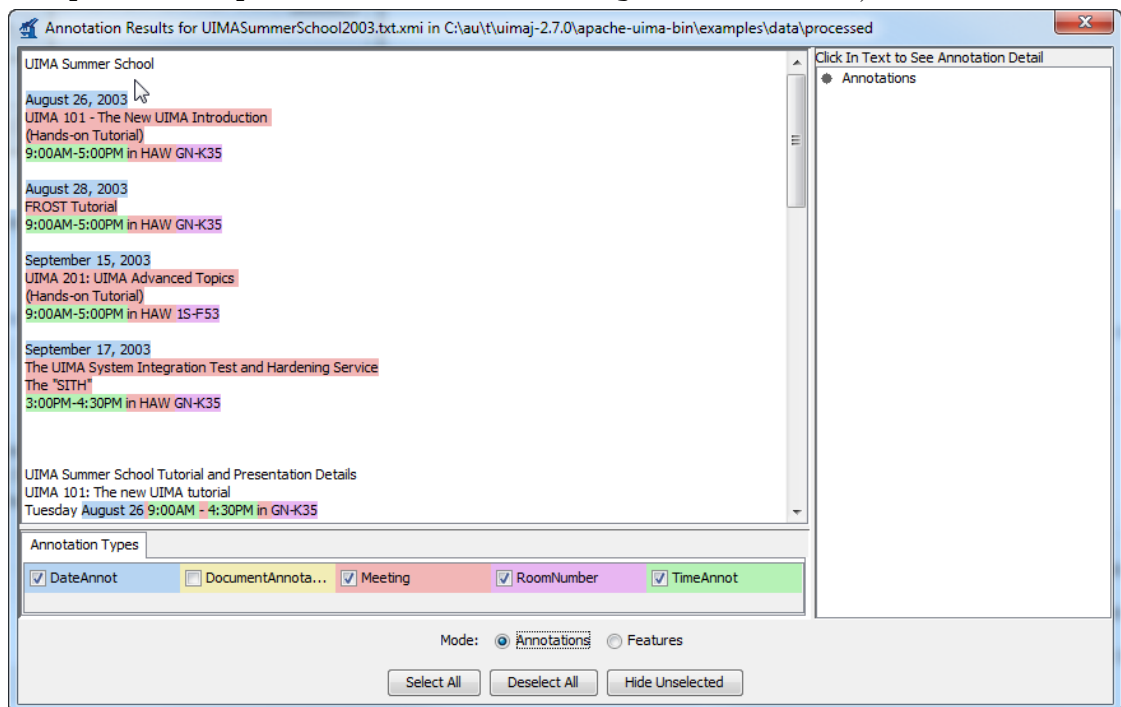 Annotation Results for UIMASummerSchool2003.txt.xmi in C:\au\t\uimaj-2.7.0\apache-uima-bin\examples\data\processed
UIMA Summer School
August 26, 2003
UIMA 101 - The New UIMA Introduction
(Hands-on Tutorial)
9:00AM-5:00PM in HAW GN-K35
August 28, 2003
FROST Tutorial
9:00AM-5:00PM in HAW GN-K35
September 15, 2003
UIMA 201: UIMA Advanced Topics
(Hands-on Tutorial)
9:00AM-5:00PM in HAW 1S-F53
September 17, 2003
The UIMA System Integration Test and Hardening Service
The "SITH"
3:00PM-4:30PM in HAW GN-K35
UIMA Summer School Tutorial and Presentation Details
UIMA 101: The new UIMA tutorial
Tuesday August 26 9:00AM - 4:30PM in GN-K35
Click In Text to See Annotation Detail
Annotations
Annotation Types
DateAnnot DocumentAnnota... Meeting RoomNumber TimeAnnot
Mode: Annotations Features
Select All Deselect All Hide Unselected